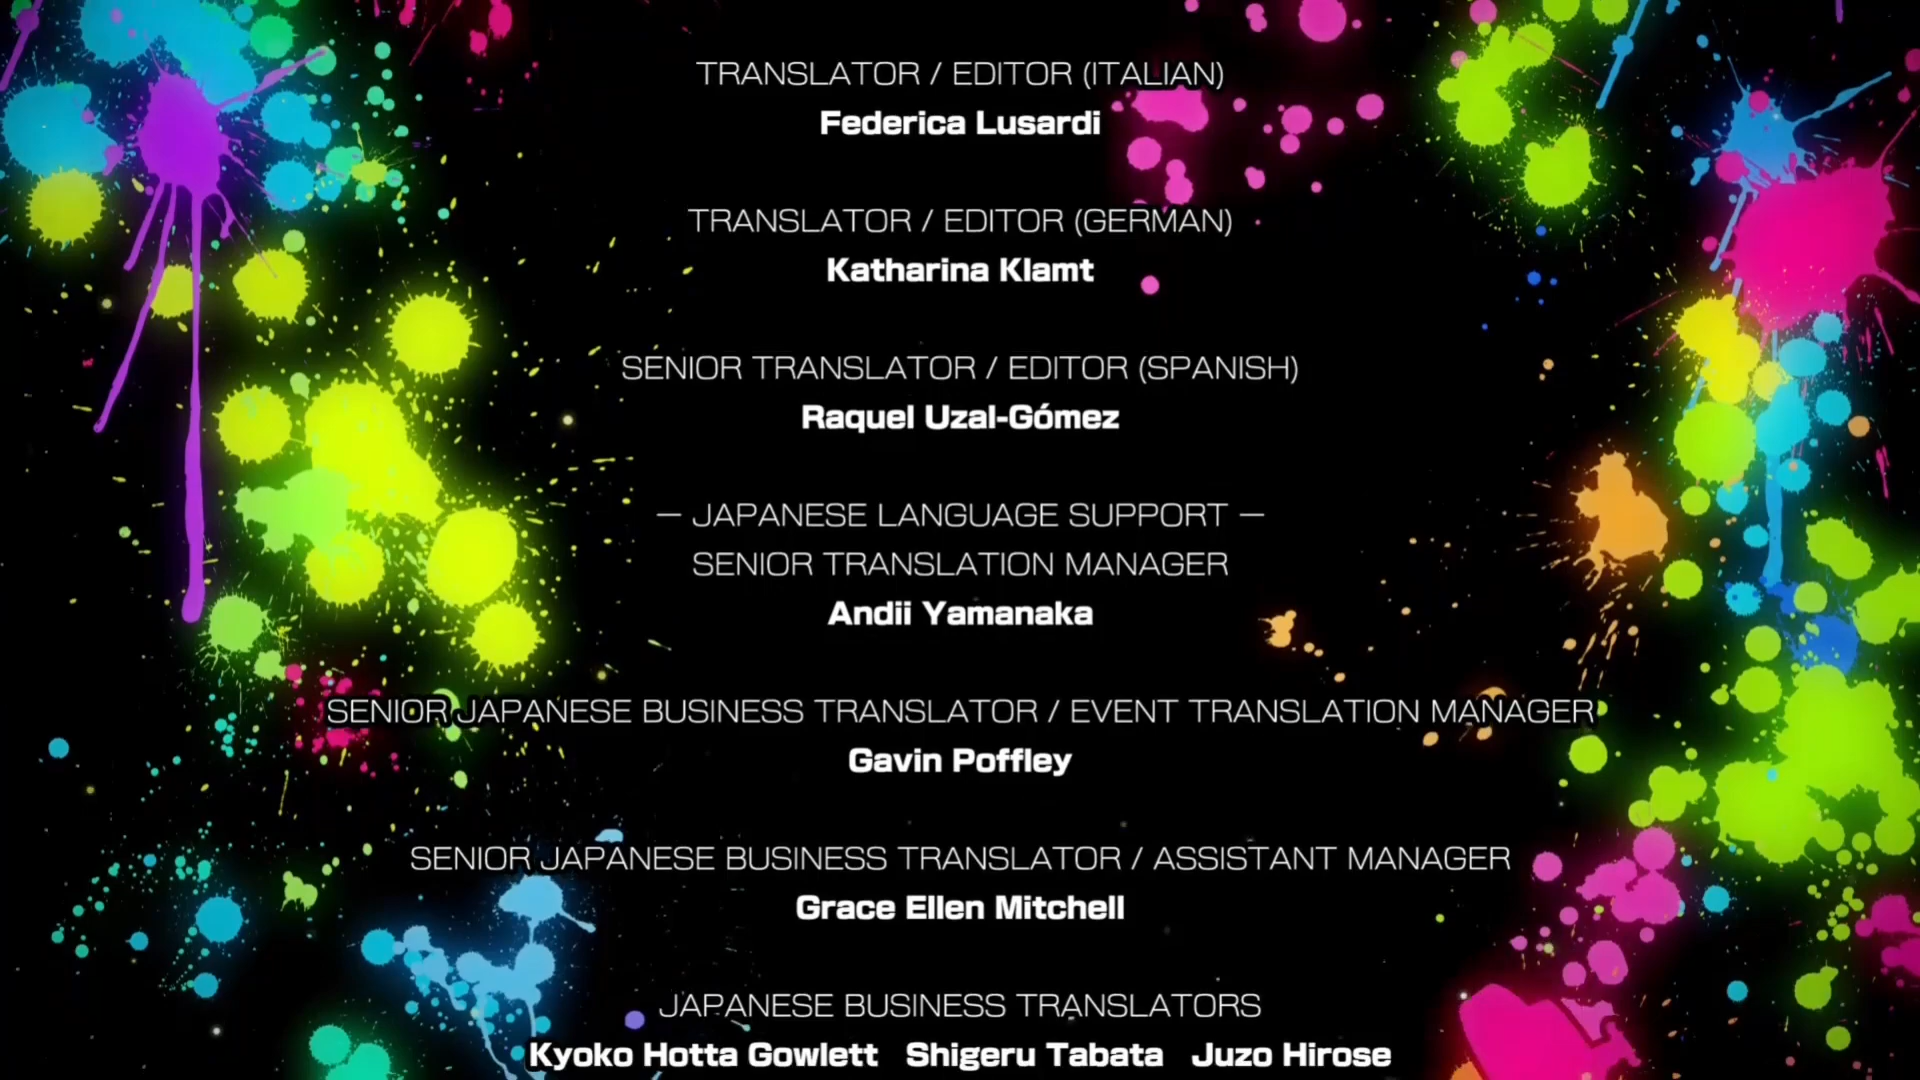 TRANSLATOR / EDITOR (ITALIAN)
Federica Lusardi
TRANSLATOR / EDITOR (GERMAN)
Katharina Klamt
SENIOR TRANSLATOR / EDITOR (SPANISH)
Raquel Uzal-Gómez
— JAPANESE LANGUAGE SUPPORT —
SENIOR TRANSLATION MANAGER
Andii Yamanaka
SENIOR JAPANESE BUSINESS TRANSLATOR / EVENT TRANSLATION MANAGER
Gavin Poffley
SENIOR JAPANESE BUSINESS TRANSLATOR / ASSISTANT MANAGER
Grace Ellen Mitchell
JAPANESE BUSINESS TRANSLATORS
Kyoko Hotta Gowlett Shigeru Tabata Juzo Hirose